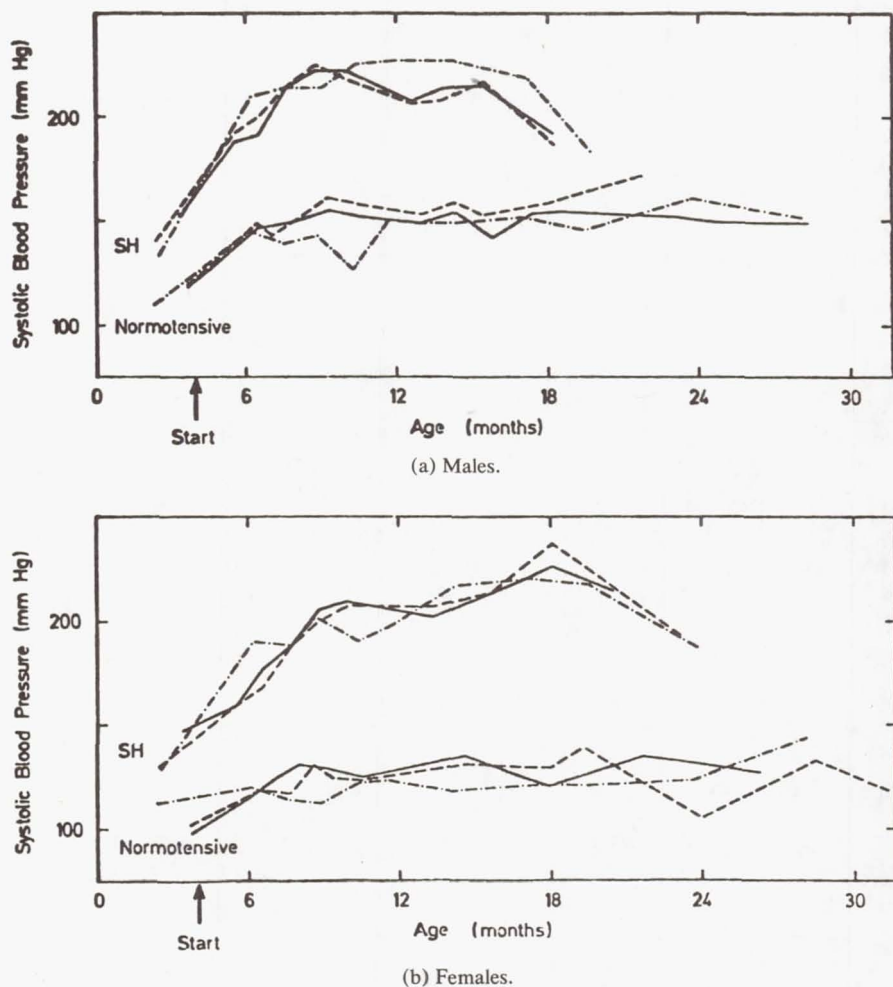 Systolic Blood Pressure (mm Hg)
200
100
SH
Normotensive
0
6
12
18
24
30
Start
Age (months)
(a) Males.
Systolic Blood Pressure (mm Hg)
200
100
SH
Normotensive
0
6
12
18
24
30
Start
Age (months)
(b) Females.